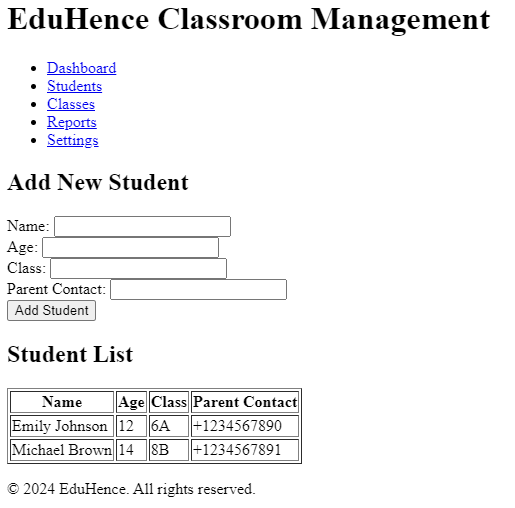 EduHence Classroom Management
Dashboard
Students
Classes
Reports
Settings
Add New Student
Name:
Age:
Class:
Parent Contact:
Add Student
Student List
Name Age Class Parent Contact
Emily Johnson 12 6A +1234567890
Michael Brown 14 8B +1234567891
© 2024 EduHence. All rights reserved.